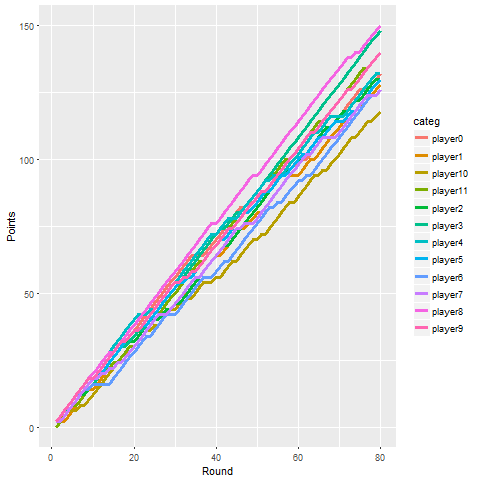 150
100
50
0
Points
0
20
40
60
80
Round
categ
player0
player1
player10
player11
player2
player3
player4
player5
player6
player7
player8
player9